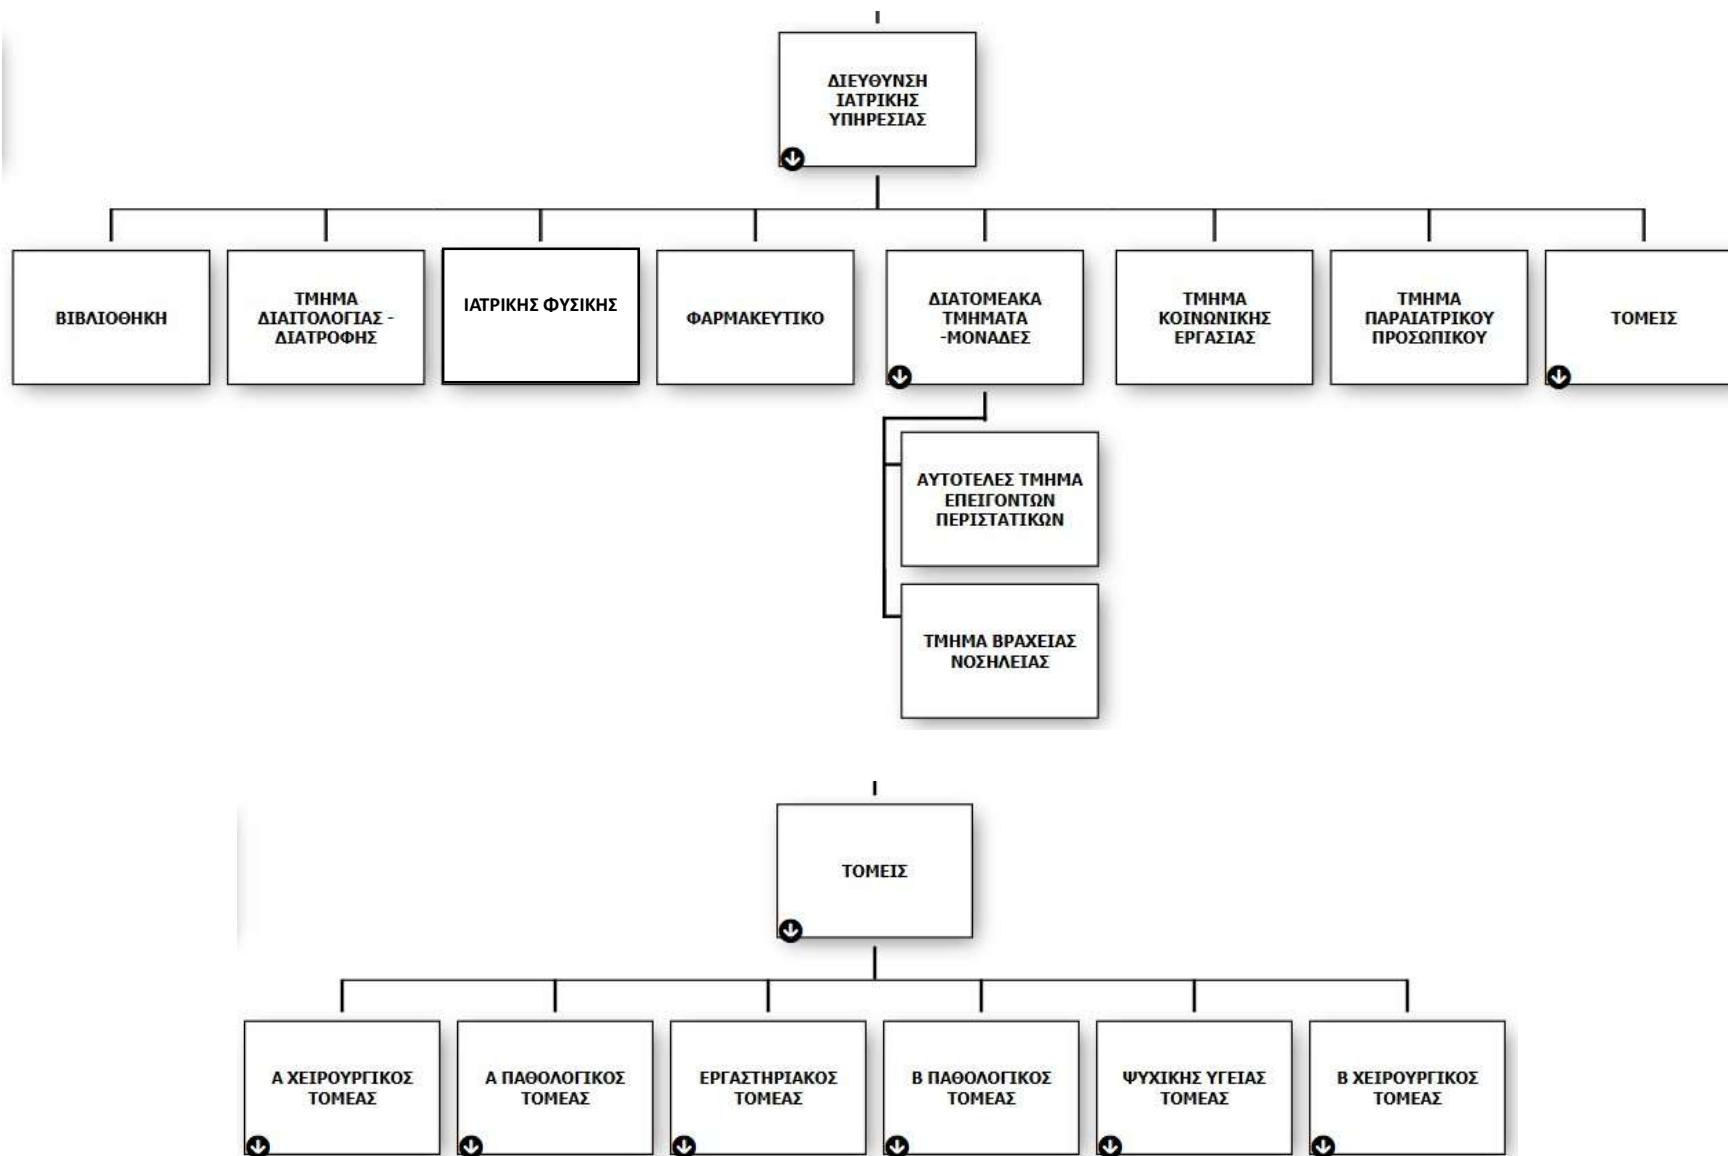 ΔΙΕΥΘΥΝΣΗ
ΙΑΤΡΙΚΗΣ
ΥΠΗΡΕΣΙΑΣ
ΒΙΒΛΙΟΘΗΚΗ
ΤΜΗΜΑ
ΔΙΑΙΤΟΛΟΓΙΑΣ -
ΔΙΑΤΡΟΦΗΣ
ΙΑΤΡΙΚΗΣ ΦΥΣΙΚΗΣ
ΦΑΡΜΑΚΕΥΤΙΚΟ
ΔΙΑΤΟΜΕΑΚΑ
ΤΜΗΜΑΤΑ
-ΜΟΝΑΔΕΣ
ΤΜΗΜΑ
ΚΟΙΝΩΝΙΚΗΣ
ΕΡΓΑΣΙΑΣ
ΤΜΗΜΑ
ΠΑΡΑΙΑΤΡΙΚΟΥ
ΠΡΟΣΩΠΙΚΟΥ
ΤΟΜΕΙΣ
ΑΥΤΟΤΕΛΕΣ ΤΜΗΜΑ
ΕΠΕΙΓΟΝΤΩΝ
ΠΕΡΙΣΤΑΤΙΚΩΝ
ΤΜΗΜΑ ΒΡΑΧΕΙΑΣ
ΝΟΣΗΛΕΙΑΣ
ΤΟΜΕΙΣ
Α ΧΕΙΡΟΥΡΓΙΚΟΣ
ΤΟΜΕΑΣ
Α ΠΑΘΟΛΟΓΙΚΟΣ
ΤΟΜΕΑΣ
ΕΡΓΑΣΤΗΡΙΑΚΟΣ
ΤΟΜΕΑΣ
Β ΠΑΘΟΛΟΓΙΚΟΣ
ΤΟΜΕΑΣ
ΨΥΧΙΚΗΣ ΥΓΕΙΑΣ
ΤΟΜΕΑΣ
Β ΧΕΙΡΟΥΡΓΙΚΟΣ
ΤΟΜΕΑΣ